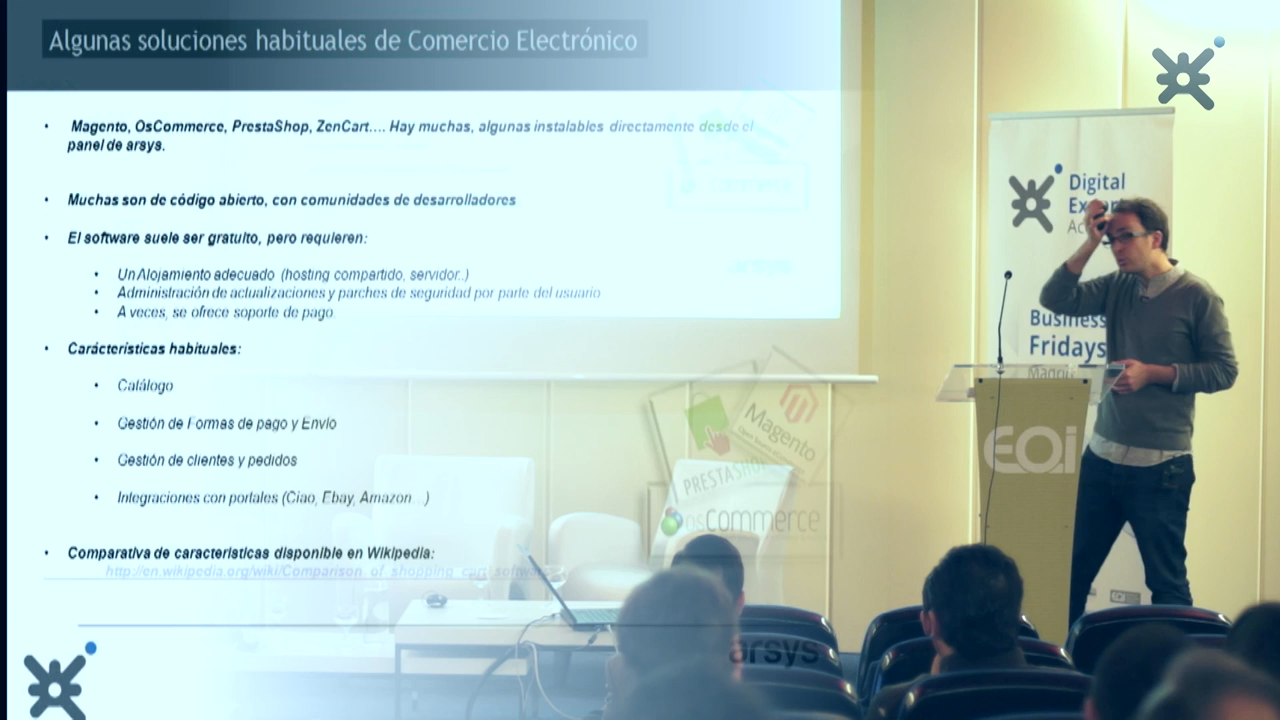 Algunas soluciones habituales de Comercio Electrónico
• Magento, OsCommerce, PrestaShop, ZenCart.... Hay muchas, algunas instalables directamente desde el
panel de arsys.
• Muchas son de código abierto, con comunidades de desarrolladores
• El software suele ser gratuito, pero requieren:
• Un Alojamiento adecuado (hosting compartido, servidor..)
• Administración de actualizaciones y parches de seguridad por parte del usuario
• A veces, se ofrece soporte de pago
• Carácterísticas habituales:
• Catálogo
• Gestión de Formas de pago y Envío
• Gestión de clientes y pedidos
• Integraciones con portales (Ciao, Ebay, Amazon...)
• Comparativa de caracteristicas disponible en Wikipedia:
http://en.wikipedia.org/wiki/Comparison_of_shopping_cart_software
Magento
PRESTASHOP
osCommerce
arsys
Digital
Business
Fridays
Madrid
EOi